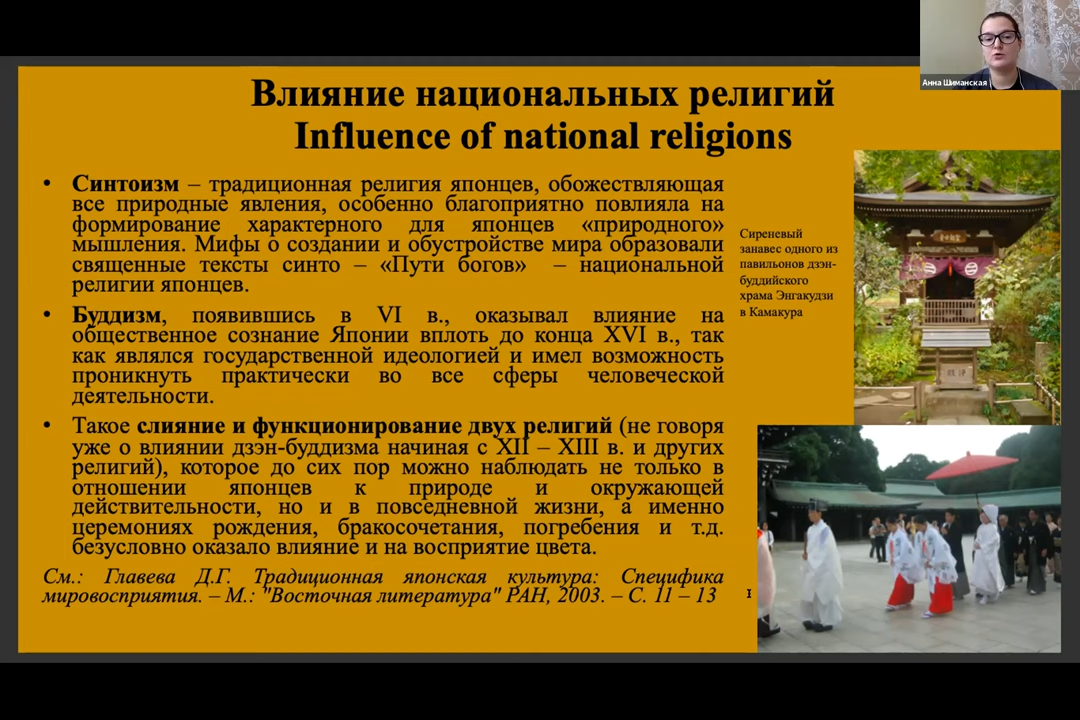 Анна Шиманская
Влияние национальных религий
Influence of national religions
• Синтоизм – традиционная религия японцев, обожествляющая
все природные явления, особенно благоприятно повлияла на
формирование характерного для японцев «природного»
мышления. Мифы о создании и обустройстве мира образовали
священные тексты синто – «Пути богов» – национальной
религии японцев.
• Буддизм, появившись в VI в., оказывал влияние на
общественное сознание Японии вплоть до конца XVI в., так
как являлся государственной идеологией и имел возможность
проникнуть практически во все сферы человеческой
деятельности.
• Такое слияние и функционирование двух религий (не говоря
уже о влиянии дзэн-буддизма начиная с XII – XIII в. и других
религий), которое до сих пор можно наблюдать не только в
отношении японцев к природе и окружающей
действительности, но и в повседневной жизни, а именно
церемониях рождения, бракосочетания, погребения и т.д.
безусловно оказало влияние и на восприятие цвета.
См.: Главева Д.Г. Традиционная японская культура: Специфика
мировосприятия. – М.: "Восточная литература" РАН, 2003. – С. 11 – 13
Сиреневый
занавес одного из
павильонов дзэн-
буддийского
храма Энгакудзи
в Камакура